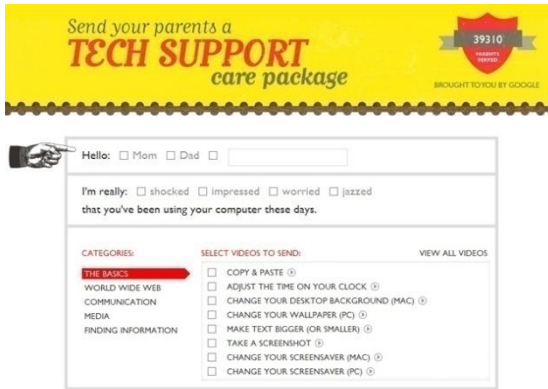 Send your parents a
TECH SUPPORT
care package
39310
PARENTS
SERVED
BROUGHT TO YOU BY GOOGLE
Hello: Mom Dad
I'm really: shocked impressed worried jazzed
that you've been using your computer these days.
CATEGORIES: SELECT VIDEOS TO SEND: VIEW ALL VIDEOS
THE BASICS COPY & PASTE
WORLD WIDE WEB ADJUST THE TIME ON YOUR CLOCK
COMMUNICATION CHANGE YOUR DESKTOP BACKGROUND (MAC)
MEDIA CHANGE YOUR WALLPAPER (PC)
FINDING INFORMATION MAKE TEXT BIGGER (OR SMALLER)
TAKE A SCREENSHOT
CHANGE YOUR SCREENSAVER (MAC)
CHANGE YOUR SCREENSAVER (PC)